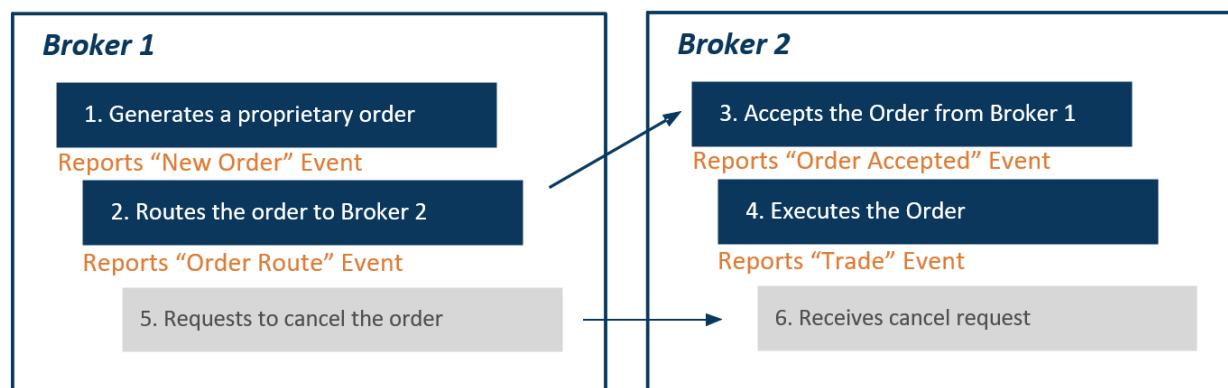 Broker 1
1. Generates a proprietary order
Reports “New Order” Event
2. Routes the order to Broker 2
Reports “Order Route” Event
5. Requests to cancel the order
Broker 2
3. Accepts the Order from Broker 1
Reports “Order Accepted” Event
4. Executes the Order
Reports “Trade” Event
6. Receives cancel request